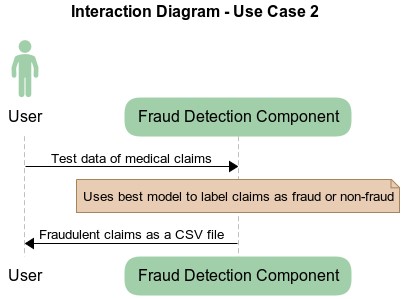 Interaction Diagram - Use Case 2
User
Fraud Detection Component
Test data of medical claims
Uses best model to label claims as fraud or non-fraud
Fraudulent claims as a CSV file
User
Fraud Detection Component